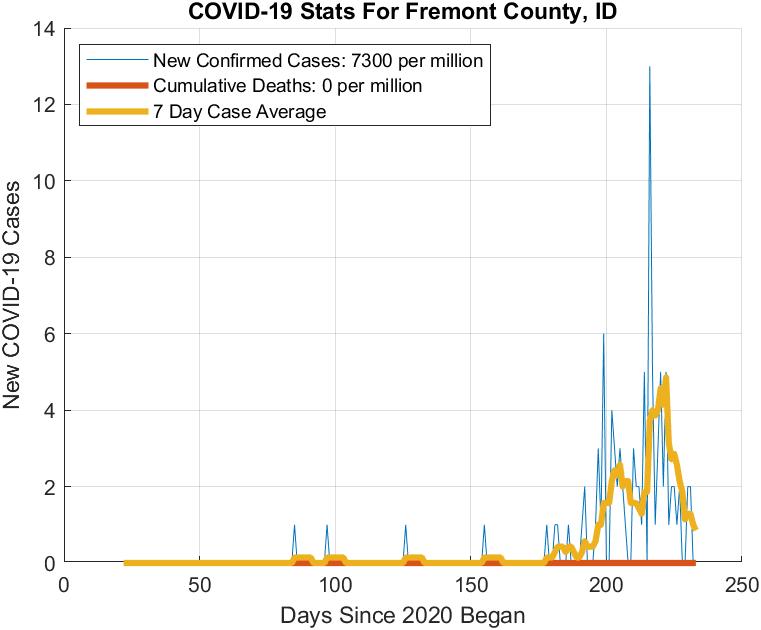 COVID-19 Stats For Fremont County, ID
New Confirmed Cases: 7300 per million
Cumulative Deaths: 0 per million
7 Day Case Average
New COVID-19 Cases
14
12
10
8
6
4
2
0
0 50 100 150 200 250
Days Since 2020 Began